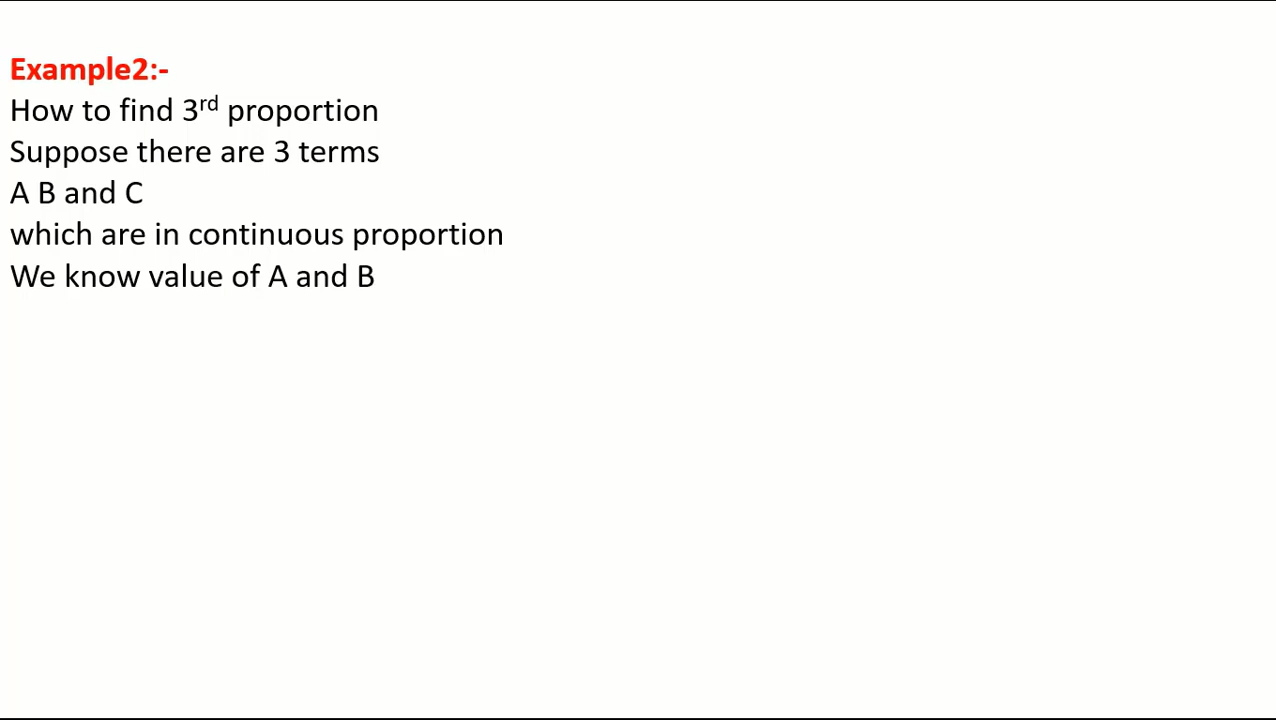 Example2:-
How to find 3rd proportion
Suppose there are 3 terms
A B and C
which are in continuous proportion
We know value of A and B